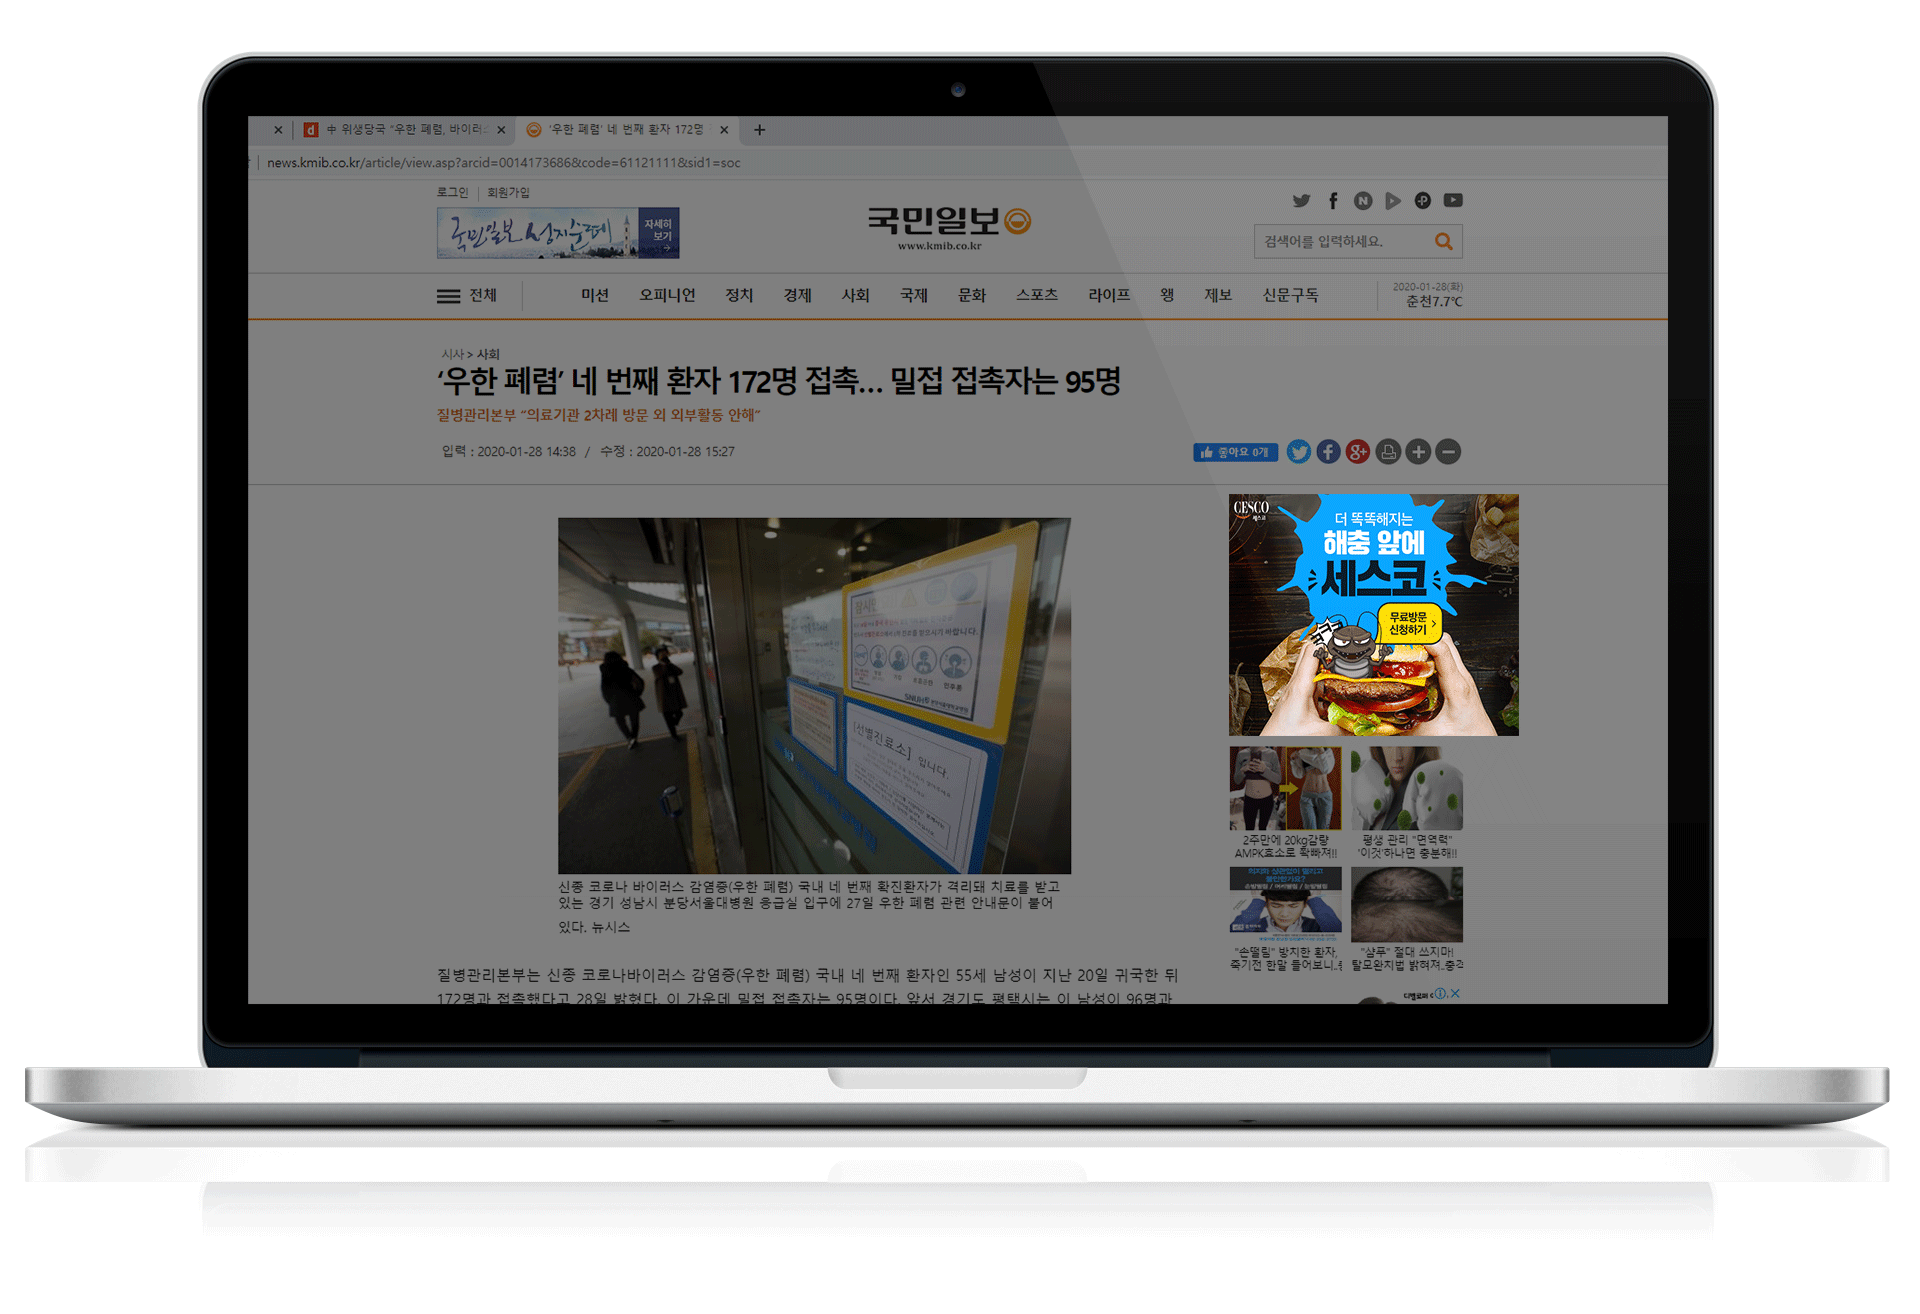 中 위생당국 "우한 폐렴, 바이러
'우한 폐렴' 네 번째 환자 172명
news.kmib.co.kr/article/view.asp?arcid=0014173686&code=61121111&sid1=soc
로그인 | 회원가입
국민일보 성지순례
자세히
보기
국민일보
www.kmib.co.kr
검색어를 입력하세요.
전체
미션 오피니언 정치 경제 사회 국제 문화 스포츠 라이프 왱 제보 신문구독
2020-01-28(화)
춘천7.7℃
시사 > 사회
‘우한 폐렴’ 네 번째 환자 172명 접촉… 밀접 접촉자는 95명
질병관리본부 “의료기관 2차례 방문 외 외부활동 안해”
입력 : 2020-01-28 14:38 / 수정 : 2020-01-28 15:27
좋아요 0개
CESCO
세스코
더 똑똑해지는
해충 앞에
세스코
무료방문
신청하기
[선별진료소] 입니다.
신종 코로나 바이러스 감염증(우한 폐렴) 국내 네 번째 확진환자가 격리돼 치료를 받고
있는 경기 성남시 분당서울대병원 응급실 입구에 27일 우한 폐렴 관련 안내문이 붙어
있다. 뉴시스
2주만에 20kg감량
AMPK효소로 확빠져!!
평생 관리 "면역력"
'이것'하나면 충분해!!
"손떨림" 방치한 환자,
죽기전 한말 들어보니..
"샴푸" 절대 쓰지마!
탈모완치법 밝혀져..충격
질병관리본부는 신종 코로나바이러스 감염증(우한 폐렴) 국내 네 번째 환자인 55세 남성이 지난 20일 귀국한 뒤
172명과 접촉했다고 28일 밝혔다. 이 가운데 밀접 접촉자는 95명이다. 앞서 경기도 평택시는 이 남성이 96명과